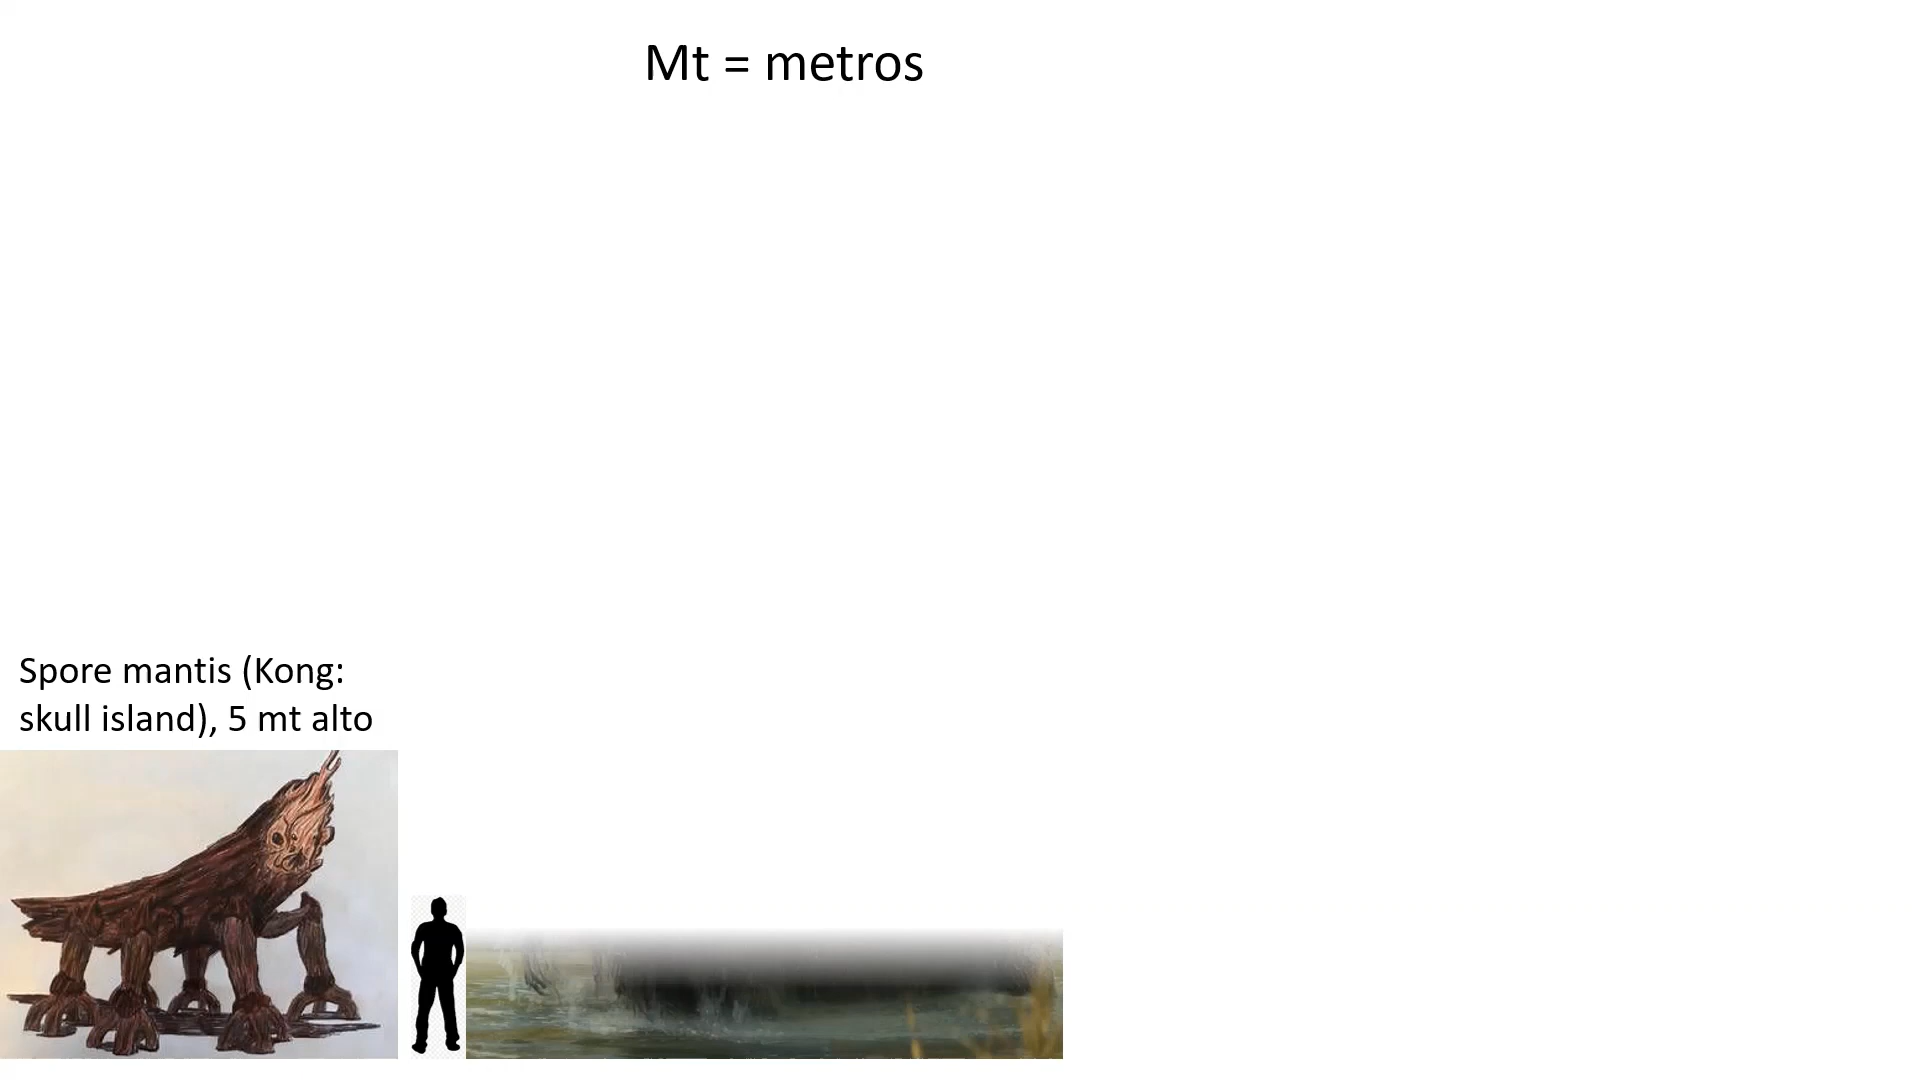 Mt = metros
Spore mantis (Kong:
skull island), 5 mt alto